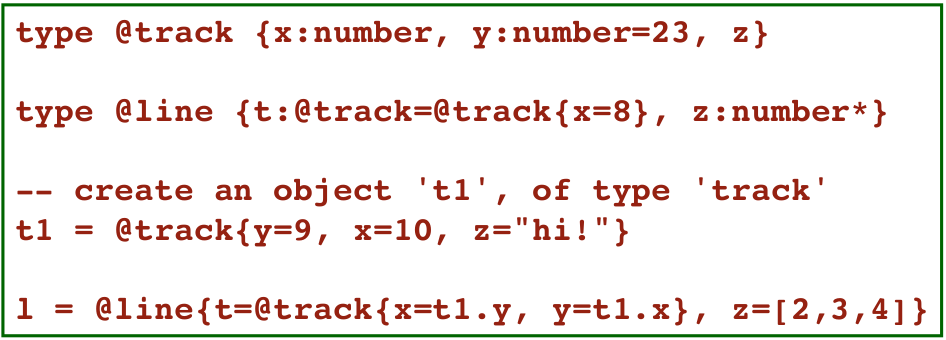 type @track {x:number, y:number=23, z}
type @line {t:@track=@track{x=8}, z:number*}
-- create an object 't1', of type 'track'
t1 = @track{y=9, x=10, z="hi!"}
l = @line{t=@track{x=t1.y, y=t1.x}, z=[2,3,4]}